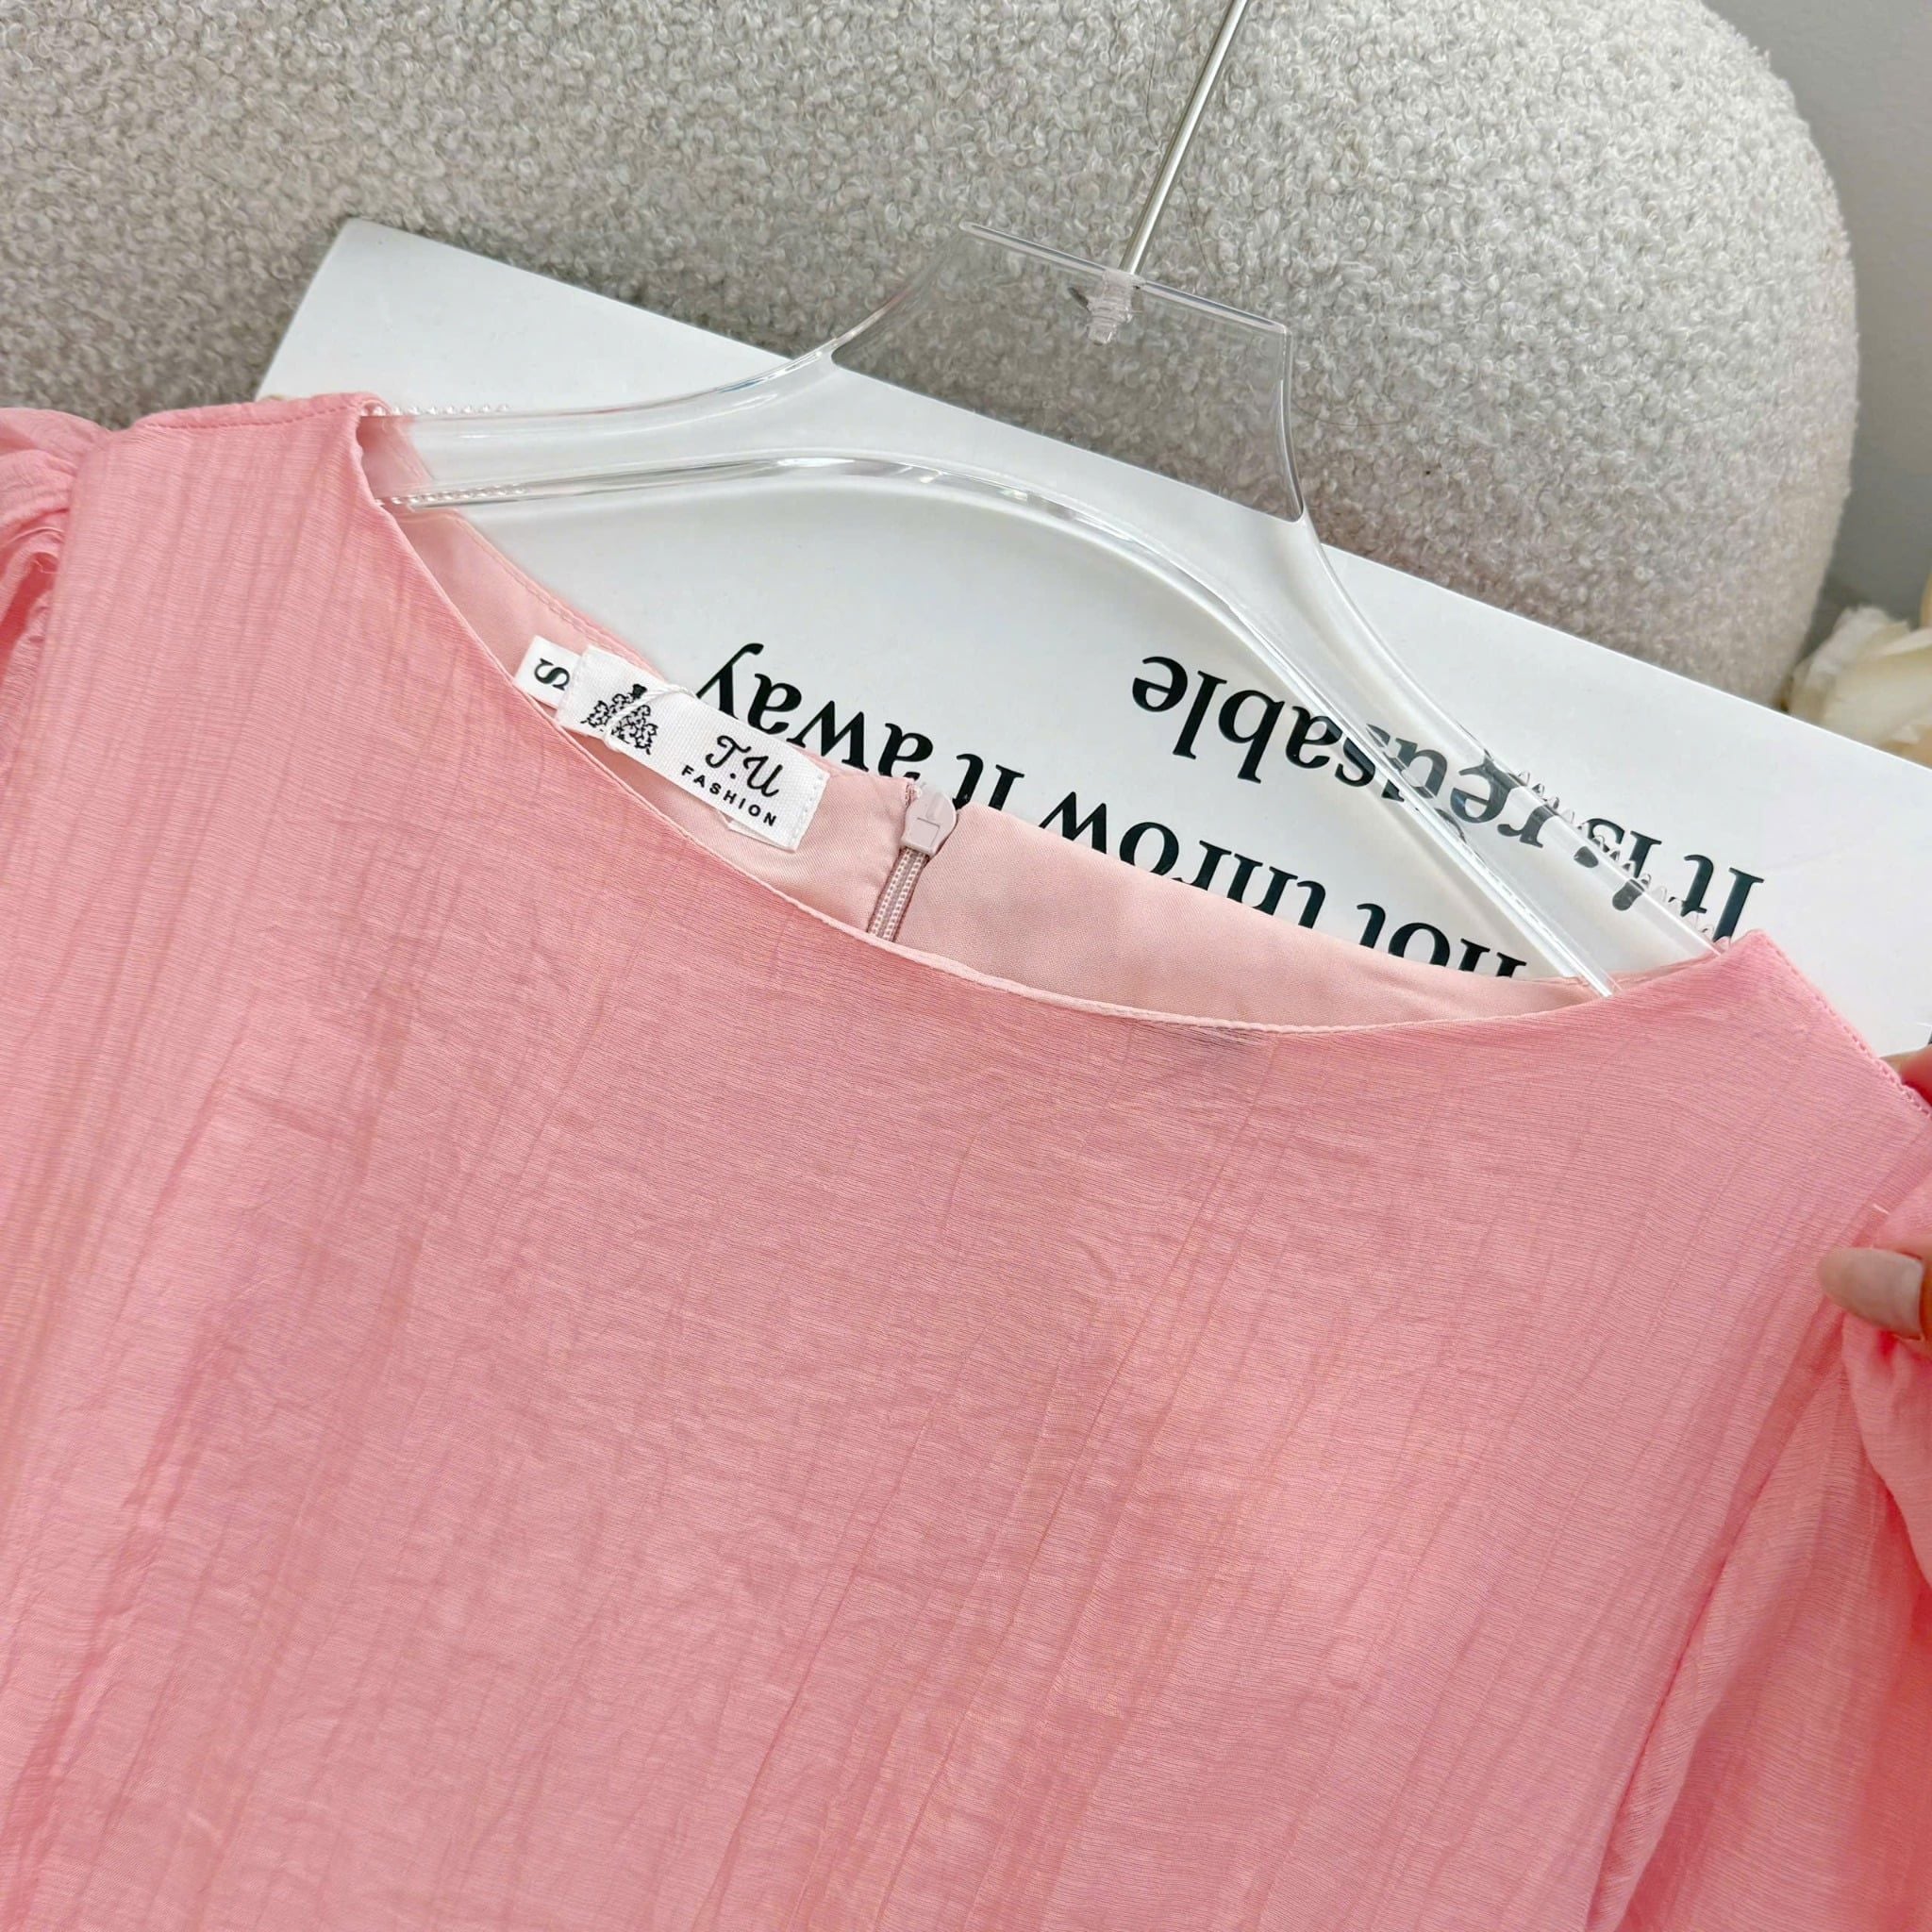 S
T.U
FASHION
It is reusable
not throw it away